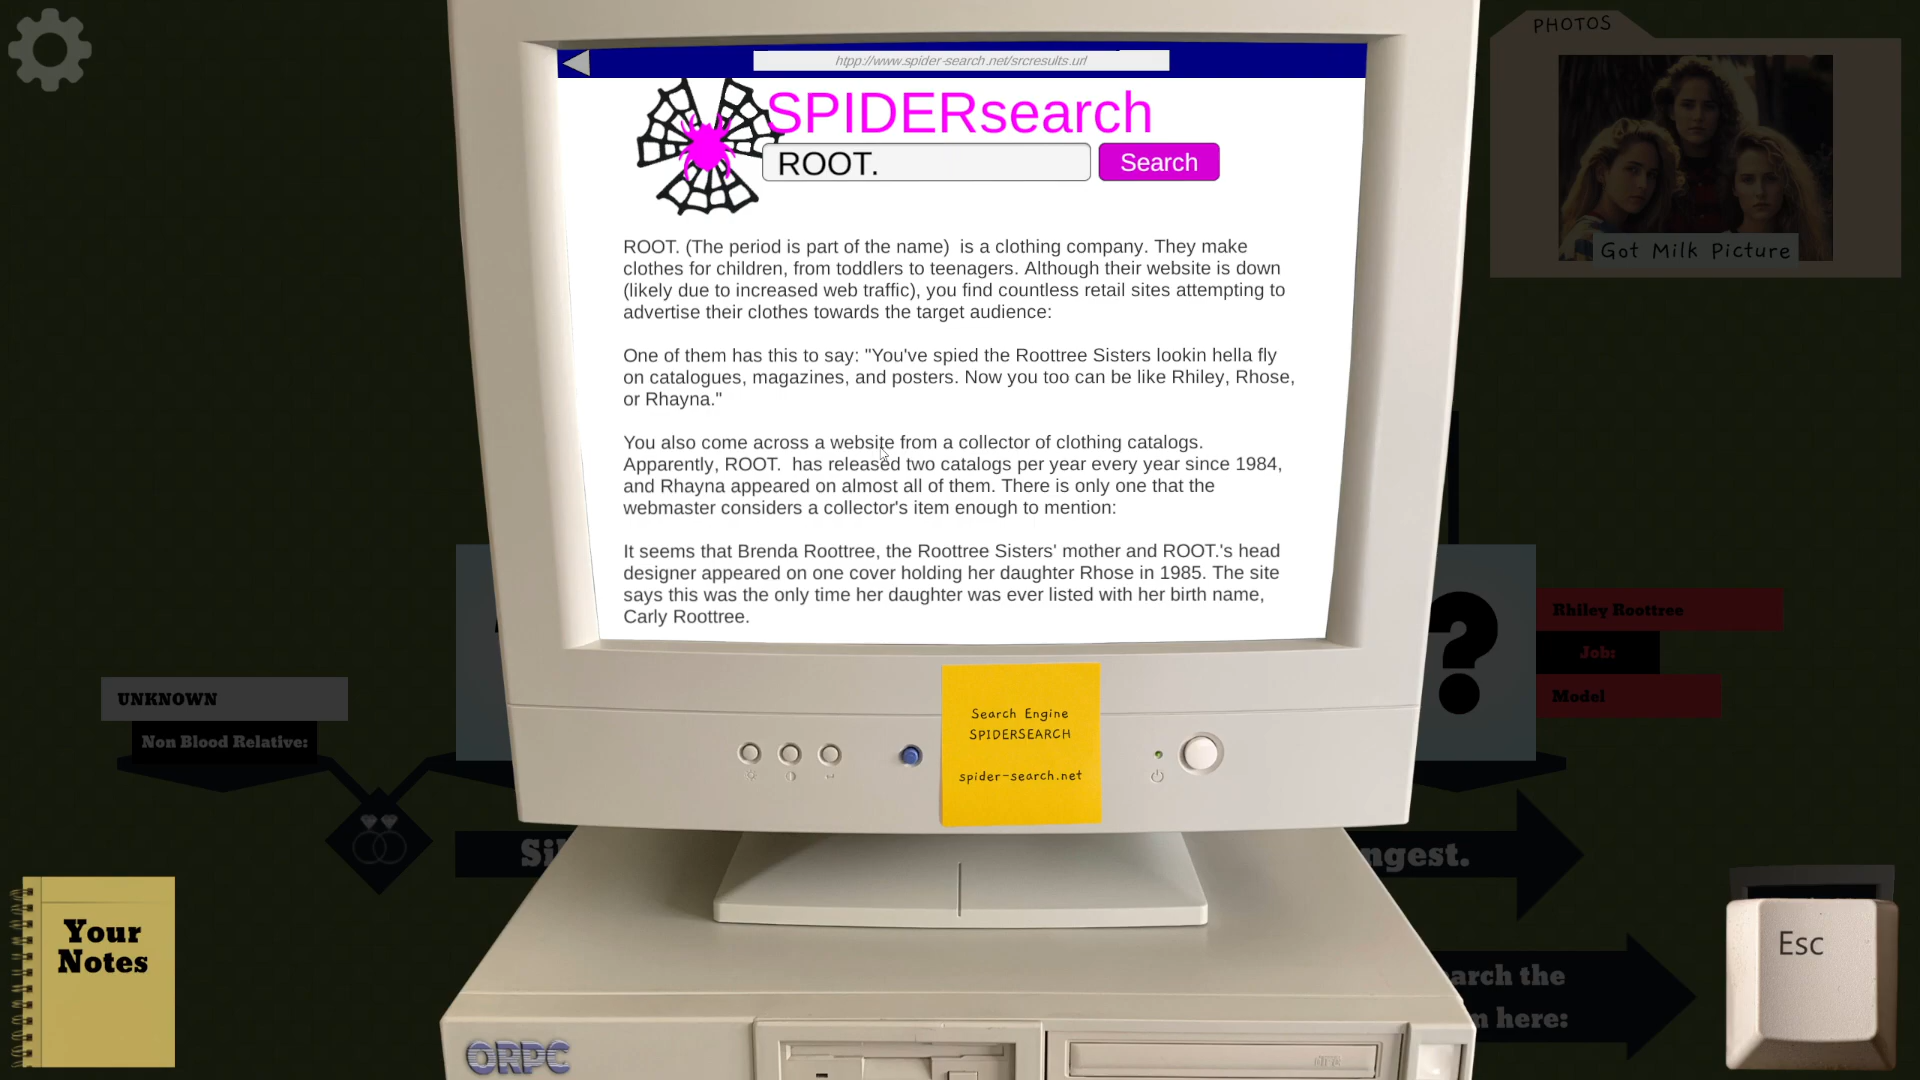 PHOTOS
htpp://www.spider-search.net/srcresults.url
SPIDERsearch
ROOT.
Search
Got Milk Picture
ROOT. (The period is part of the name)  is a clothing company. They make
clothes for children, from toddlers to teenagers. Although their website is down
(likely due to increased web traffic), you find countless retail sites attempting to
advertise their clothes towards the target audience:
One of them has this to say: "You've spied the Roottree Sisters lookin hella fly
on catalogues, magazines, and posters. Now you too can be like Rhiley, Rhose,
or Rhayna."
You also come across a website from a collector of clothing catalogs.
Apparently, ROOT.  has released two catalogs per year every year since 1984,
and Rhayna appeared on almost all of them. There is only one that the
webmaster considers a collector's item enough to mention:
It seems that Brenda Roottree, the Roottree Sisters' mother and ROOT.'s head
designer appeared on one cover holding her daughter Rhose in 1985. The site
says this was the only time her daughter was ever listed with her birth name,
Carly Roottree.
Rhiley Roottree
Job:
Model
UNKNOWN
Non Blood Relative:
Search Engine
SPIDERSEARCH
spider-search.net
Your
Notes
Esc
here:
ORPC